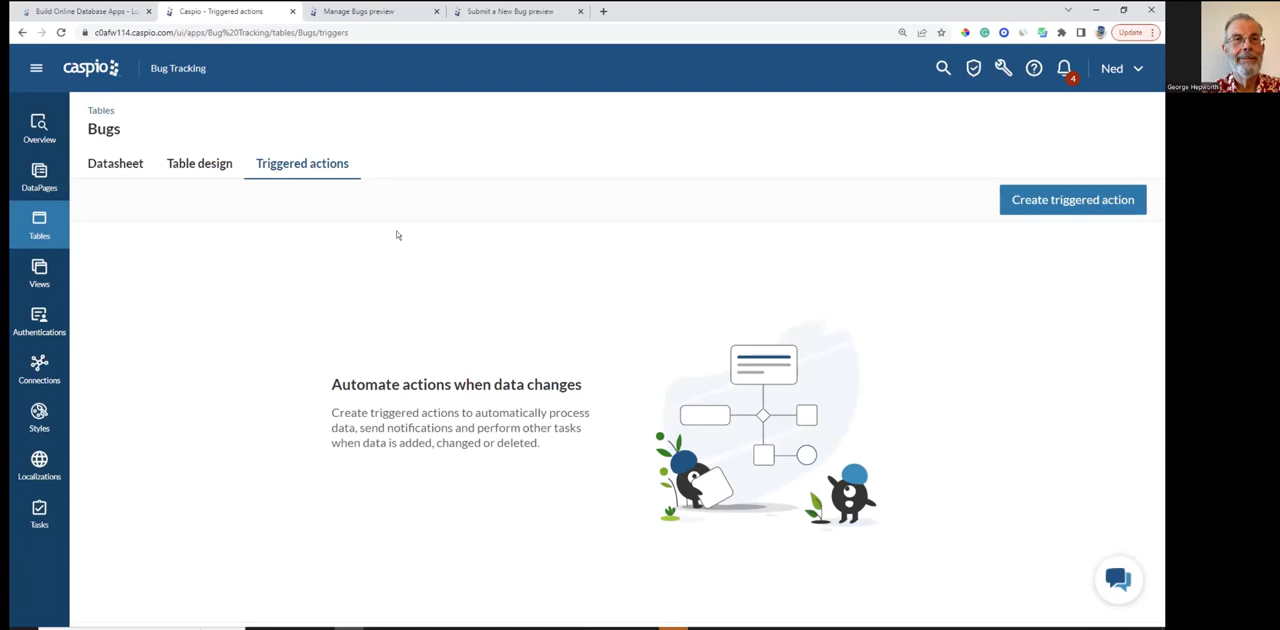 Build Online Database Apps - Lo
Caspio - Triggered actions
Manage Bugs preview
Submit a New Bug preview
c0afw114.caspio.com/ui/apps/Bug%20Tracking/tables/Bugs/triggers
Update
George Hepworth
caspio
Bug Tracking
4
Ned
Overview
DataPages
Tables
Views
Authentications
Connections
Styles
Localizations
Tasks
Tables
Bugs
Datasheet
Table design
Triggered actions
Create triggered action
Automate actions when data changes
Create triggered actions to automatically process
data, send notifications and perform other tasks
when data is added, changed or deleted.